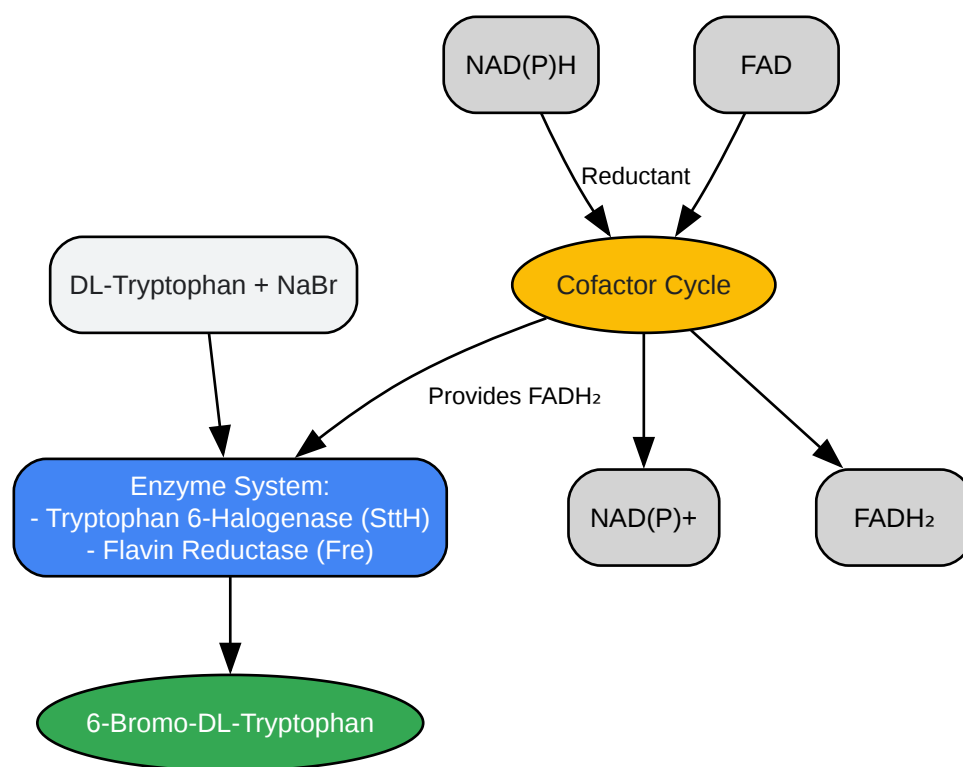 NAD(P)H
FAD
Reductant
DL-Tryptophan + NaBr
Cofactor Cycle
Provides FADH₂
Enzyme System:
- Tryptophan 6-Halogenase (SttH)
- Flavin Reductase (Fre)
NAD(P)+
FADH₂
6-Bromo-DL-Tryptophan